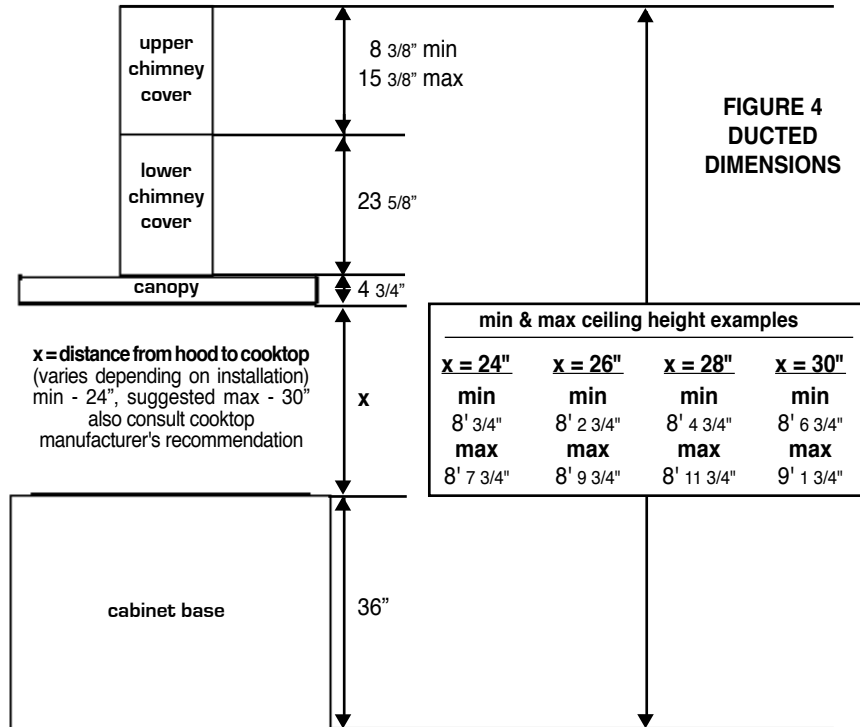 upper
chimney
cover
8 3/8” min
15 3/8” max
FIGURE 4
DUCTED
DIMENSIONS
lower
chimney
cover
23 5/8”
canopy
4 3/4”
x = distance from hood to cooktop
(varies depending on installation)
min - 24”, suggested max - 30”
also consult cooktop
manufacturer's recommendation
x
min & max ceiling height examples
x = 24" x = 26" x = 28" x = 30"
min min min min
8' 3/4" 8' 2 3/4" 8' 4 3/4" 8' 6 3/4"
max max max max
8' 7 3/4" 8' 9 3/4" 8' 11 3/4" 9' 1 3/4"
cabinet base
36”